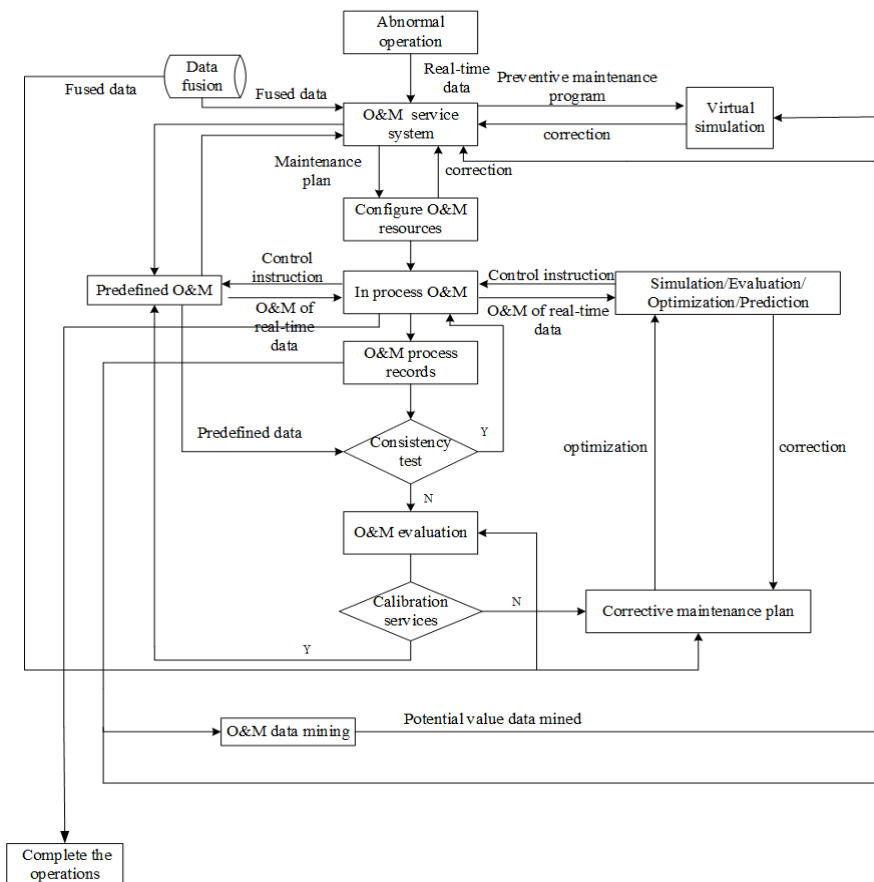 Abnormal
operation
Data
fusion
Fused data
Fused data
Real-time
data
Preventive maintenance
program
Virtual
simulation
O&M service
system
correction
Maintenance
plan
correction
Configure O&M
resources
Control
instruction
Predefined O&M
In process O&M
Control instruction
Simulation/Evaluation/
Optimization/Prediction
O&M of
real-time
data
O&M of real-time
data
O&M process
records
Predefined data
Consistency
test
Y
optimization
correction
N
O&M evaluation
Calibration
services
N
Corrective maintenance plan
Y
Potential value data mined
O&M data mining
Complete the
operations